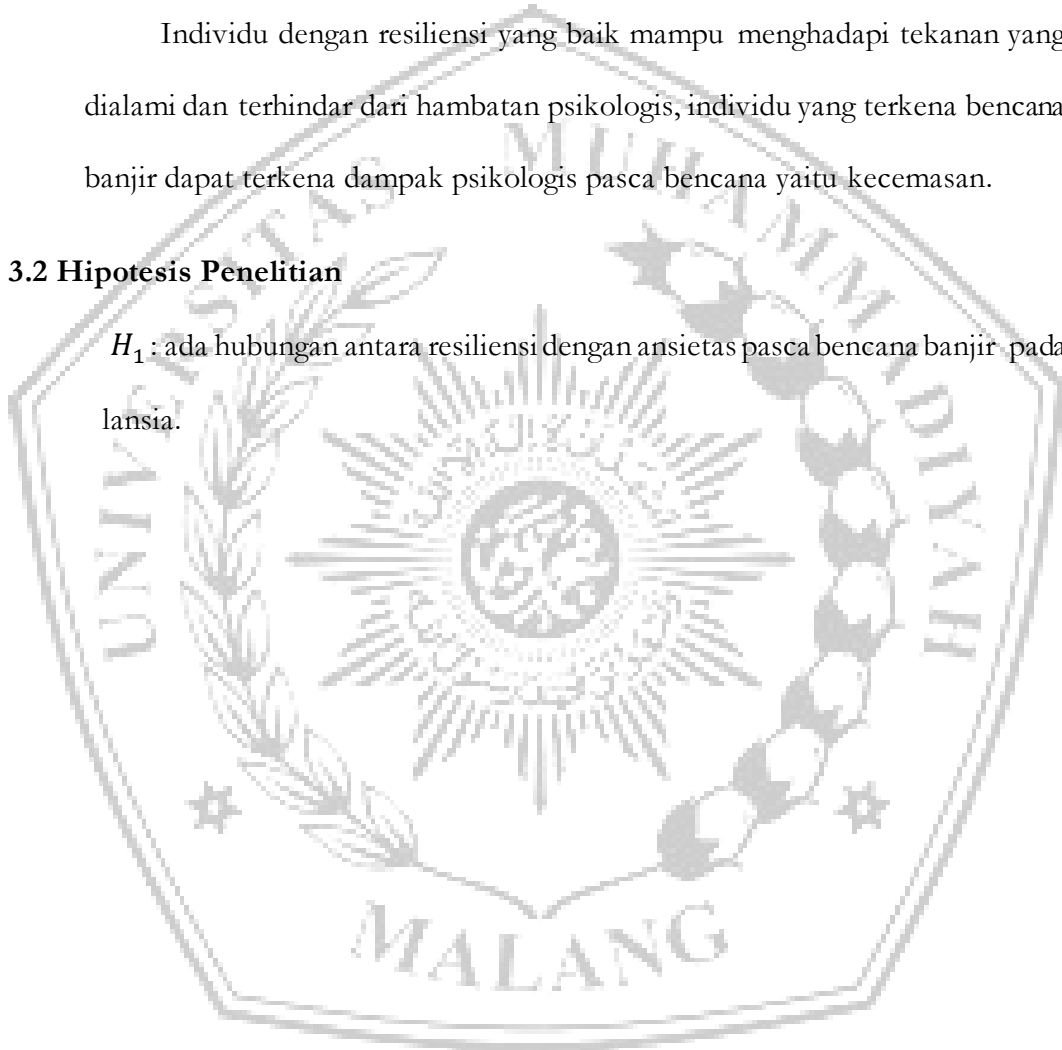 Individu dengan resiliensi yang baik mampu menghadapi tekanan yang
dialami dan terhindar dari hambatan psikologis, individu yang terkena bencana
banjir dapat terkena dampak psikologis pasca bencana yaitu kecemasan.
3.2 Hipotesis Penelitian
H₁ : ada hubungan antara resiliensi dengan ansietas pasca bencana banjir pada
lansia.
UNIVERSITAS MUHAMMADIYAH
MALANG